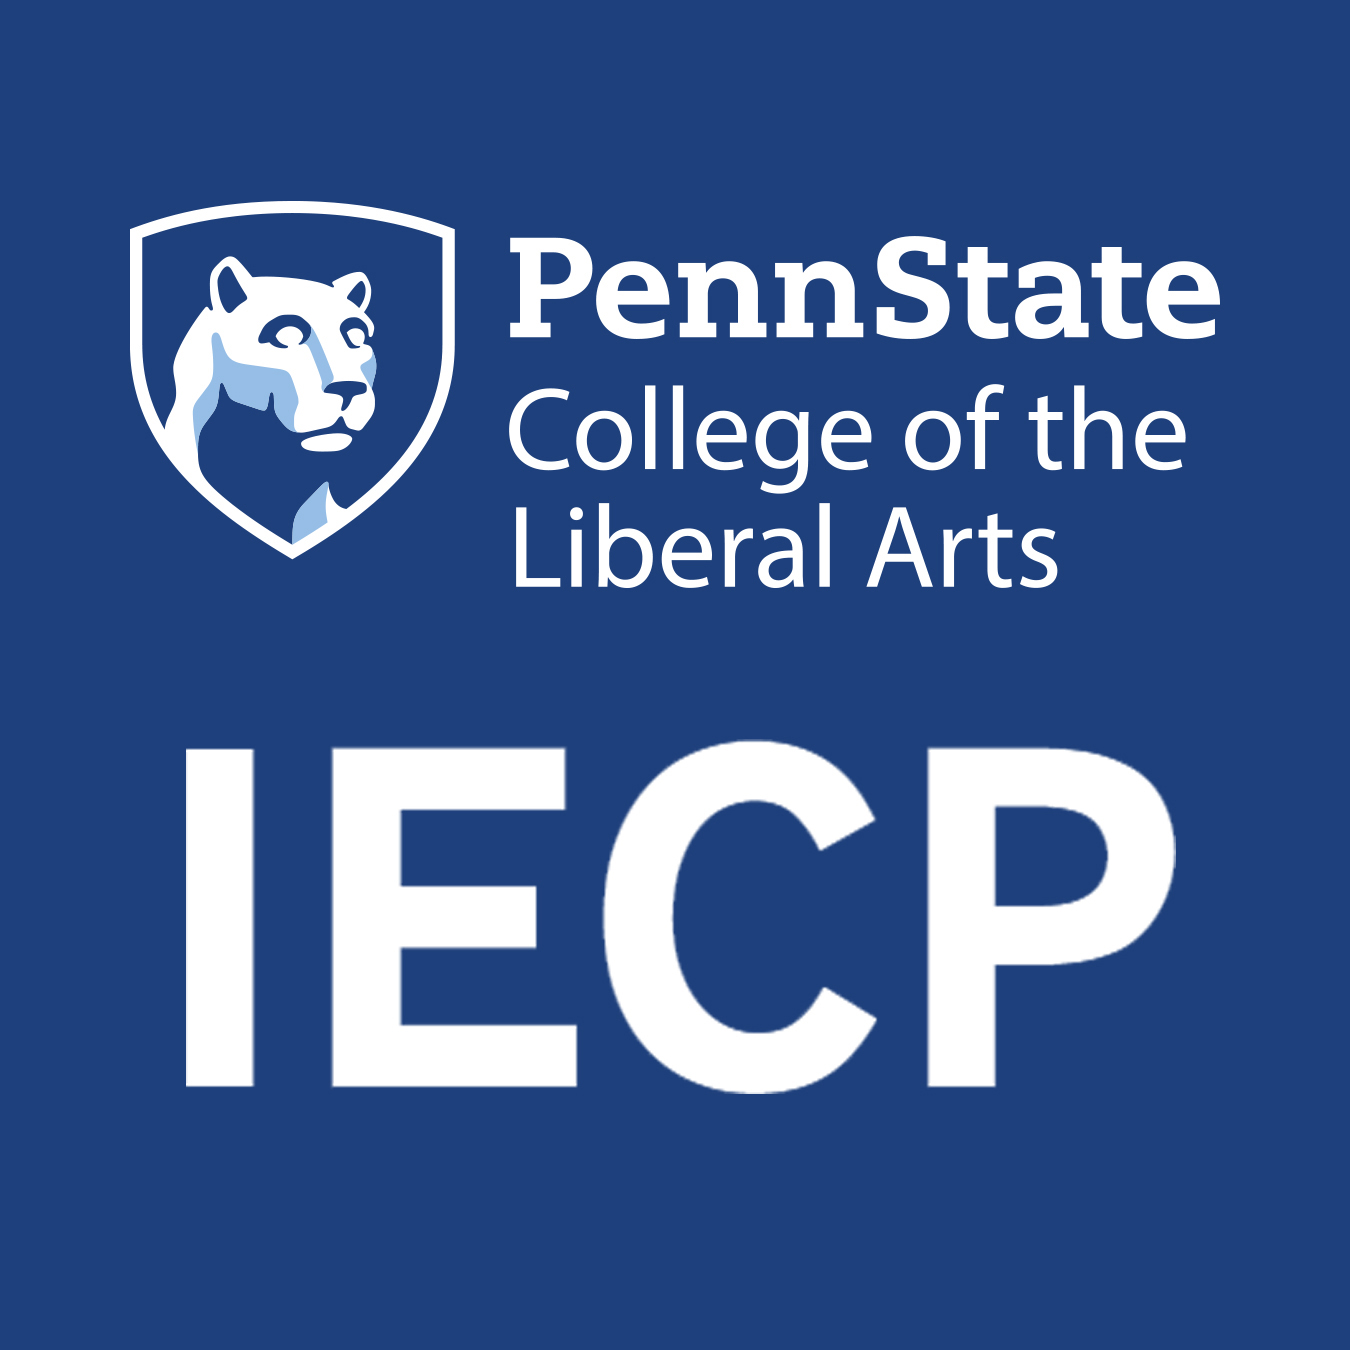 PennState
College of the
Liberal Arts
IECP